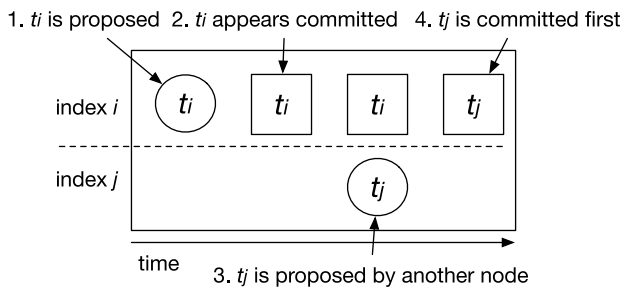 1. ti is proposed 2. ti appears committed 4. tj is committed first
index i ti ti ti tj
index j tj
time
3. tj is proposed by another node